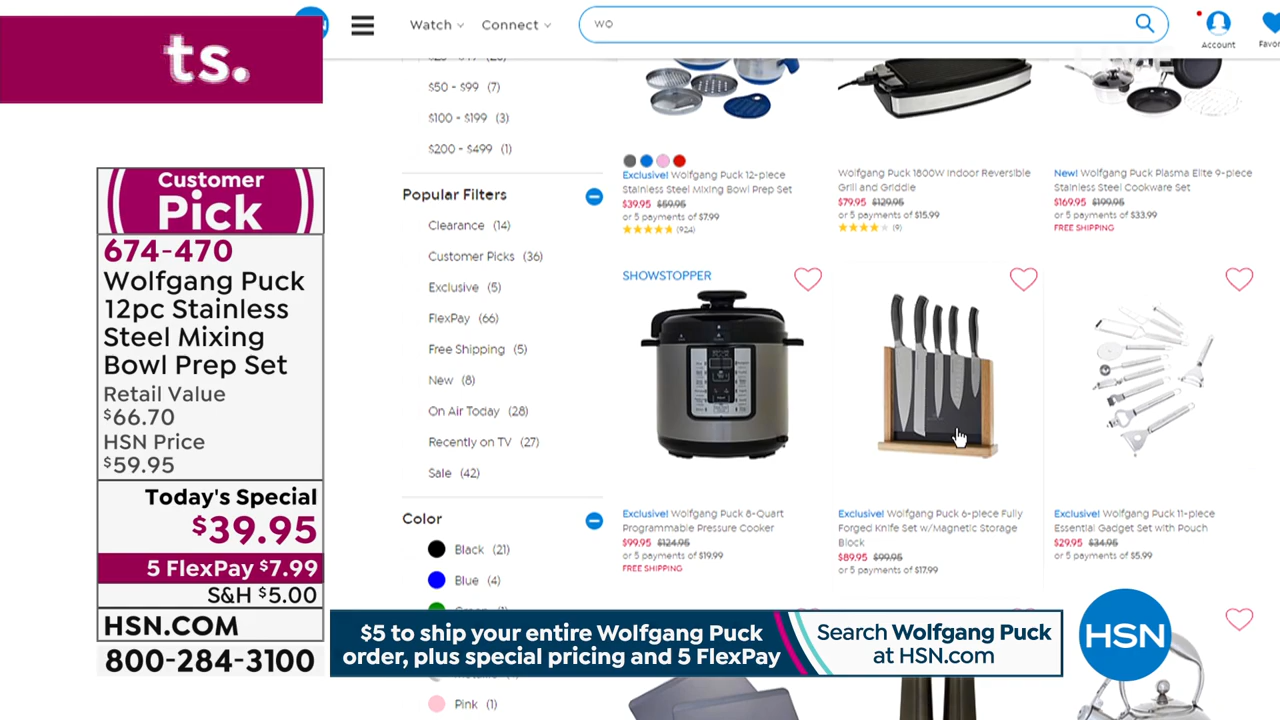 ts.
Customer
Pick
674-470
Wolfgang Puck
12pc Stainless
Steel Mixing
Bowl Prep Set
Retail Value
$66.70
HSN Price
$59.95
Today's Special
$39.95
5 FlexPay $7.99
S&H $5.00
HSN.COM
800-284-3100
Watch
Connect
wo
Account
$50 - $99 (7)
$100 - $199 (3)
$200 - $499 (1)
Popular Filters
Clearance (14)
Customer Picks (36)
Exclusive (5)
FlexPay (66)
Free Shipping (5)
New (8)
On Air Today (28)
Recently on TV (27)
Sale (42)
Color
Black (21)
Blue (4)
Pink (1)
Exclusive! Wolfgang Puck 12-piece
Stainless Steel Mixing Bowl Prep Set
$39.95 $59.95
or 5 payments of $7.99
(924)
Wolfgang Puck 1800W Indoor Reversible
Grill and Griddle
$79.95 $129.95
or 5 payments of $15.99
(9)
New! Wolfgang Puck Plasma Elite 9-piece
Stainless Steel Cookware Set
$169.95 $199.95
or 5 payments of $33.99
FREE SHIPPING
SHOWSTOPPER
Exclusive! Wolfgang Puck 8-Quart
Programmable Pressure Cooker
$99.95 $124.95
or 5 payments of $19.99
FREE SHIPPING
Exclusive! Wolfgang Puck 6-piece Fully
Forged Knife Set w/Magnetic Storage
Block
$89.95 $99.95
or 5 payments of $17.99
Exclusive! Wolfgang Puck 11-piece
Essential Gadget Set with Pouch
$29.95 $34.95
or 5 payments of $5.99
$5 to ship your entire Wolfgang Puck
order, plus special pricing and 5 FlexPay
Search Wolfgang Puck
at HSN.com
HSN